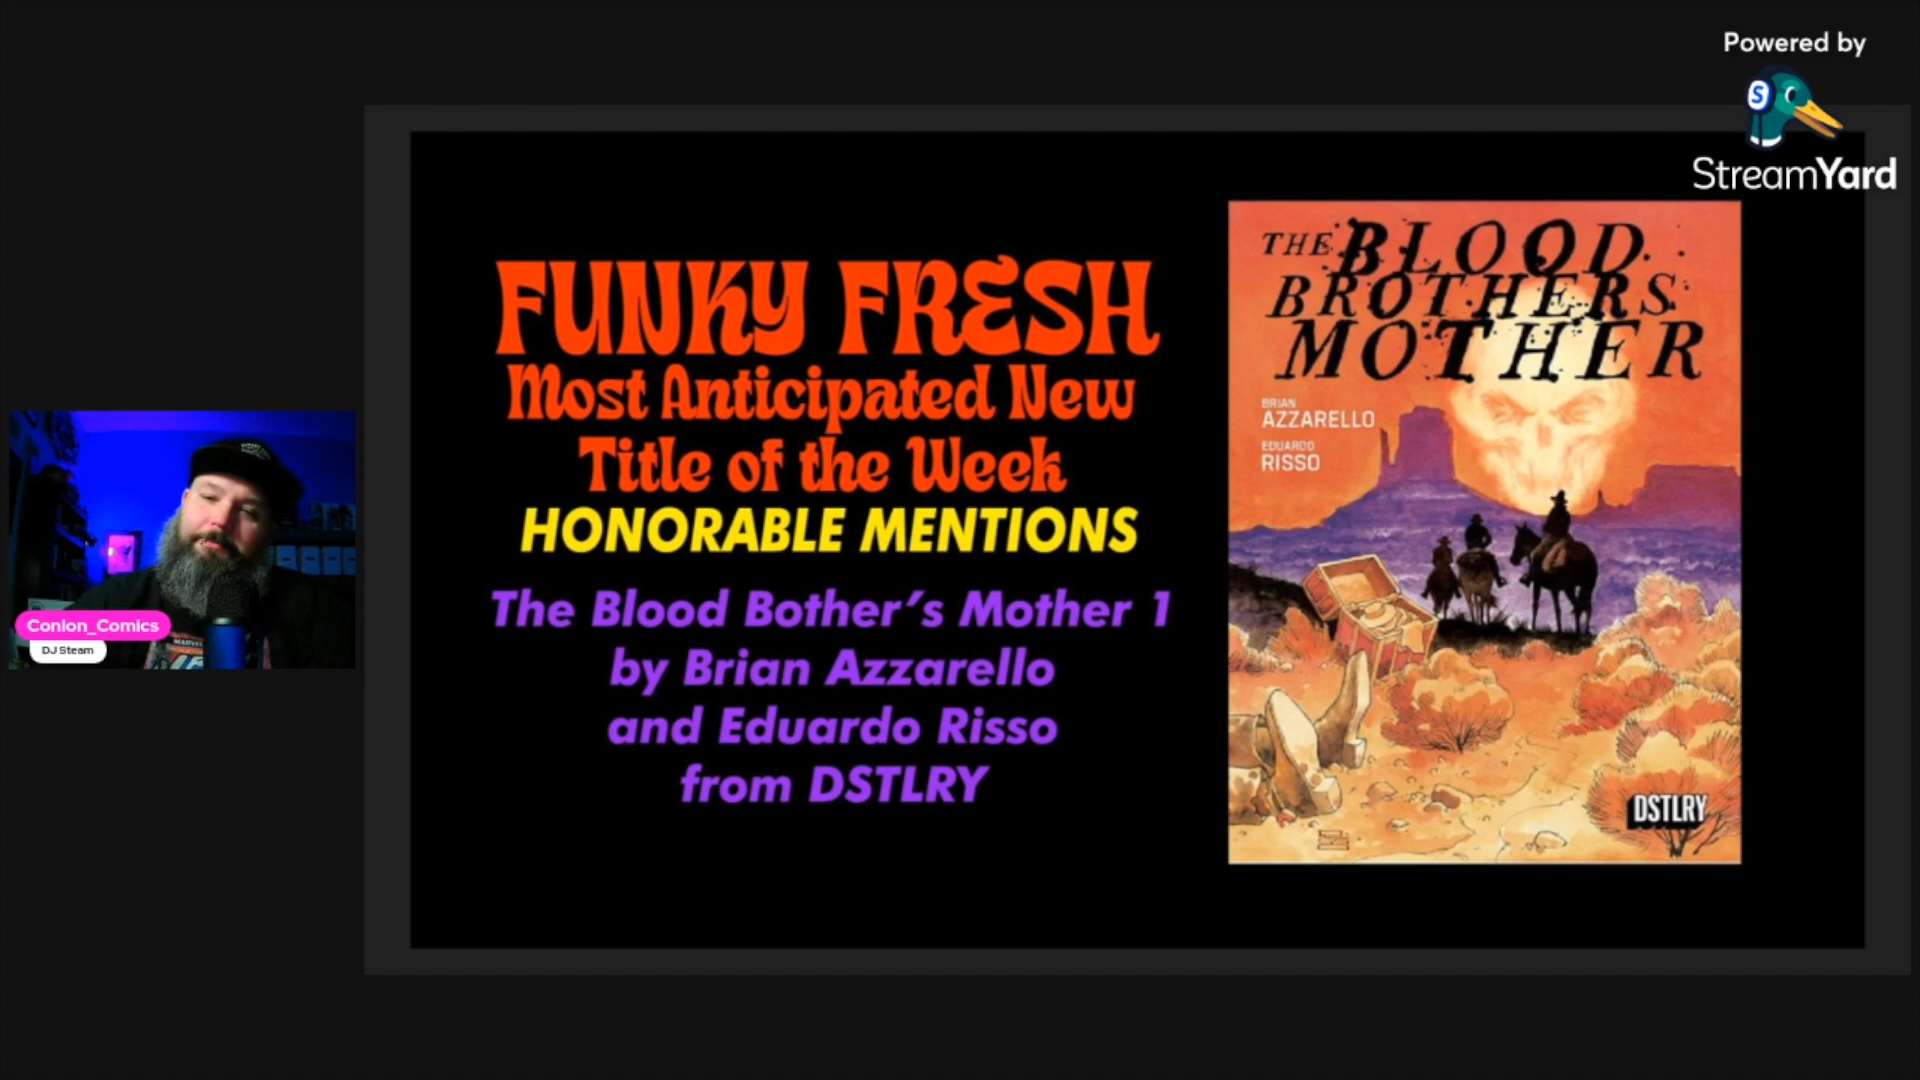 Powered by
StreamYard
FUNKY FRESH
Most Anticipated New
Title of the Week
HONORABLE MENTIONS
The Blood Bother's Mother 1
by Brian Azzarello
and Eduardo Risso
from DSTLRY
THE BLOOD
BROTHERS
MOTHER
BRIAN
AZZARELLO
EDUARDO
RISSO
DSTLRY
Conlon_Comics
DJ Steam
MARVEL